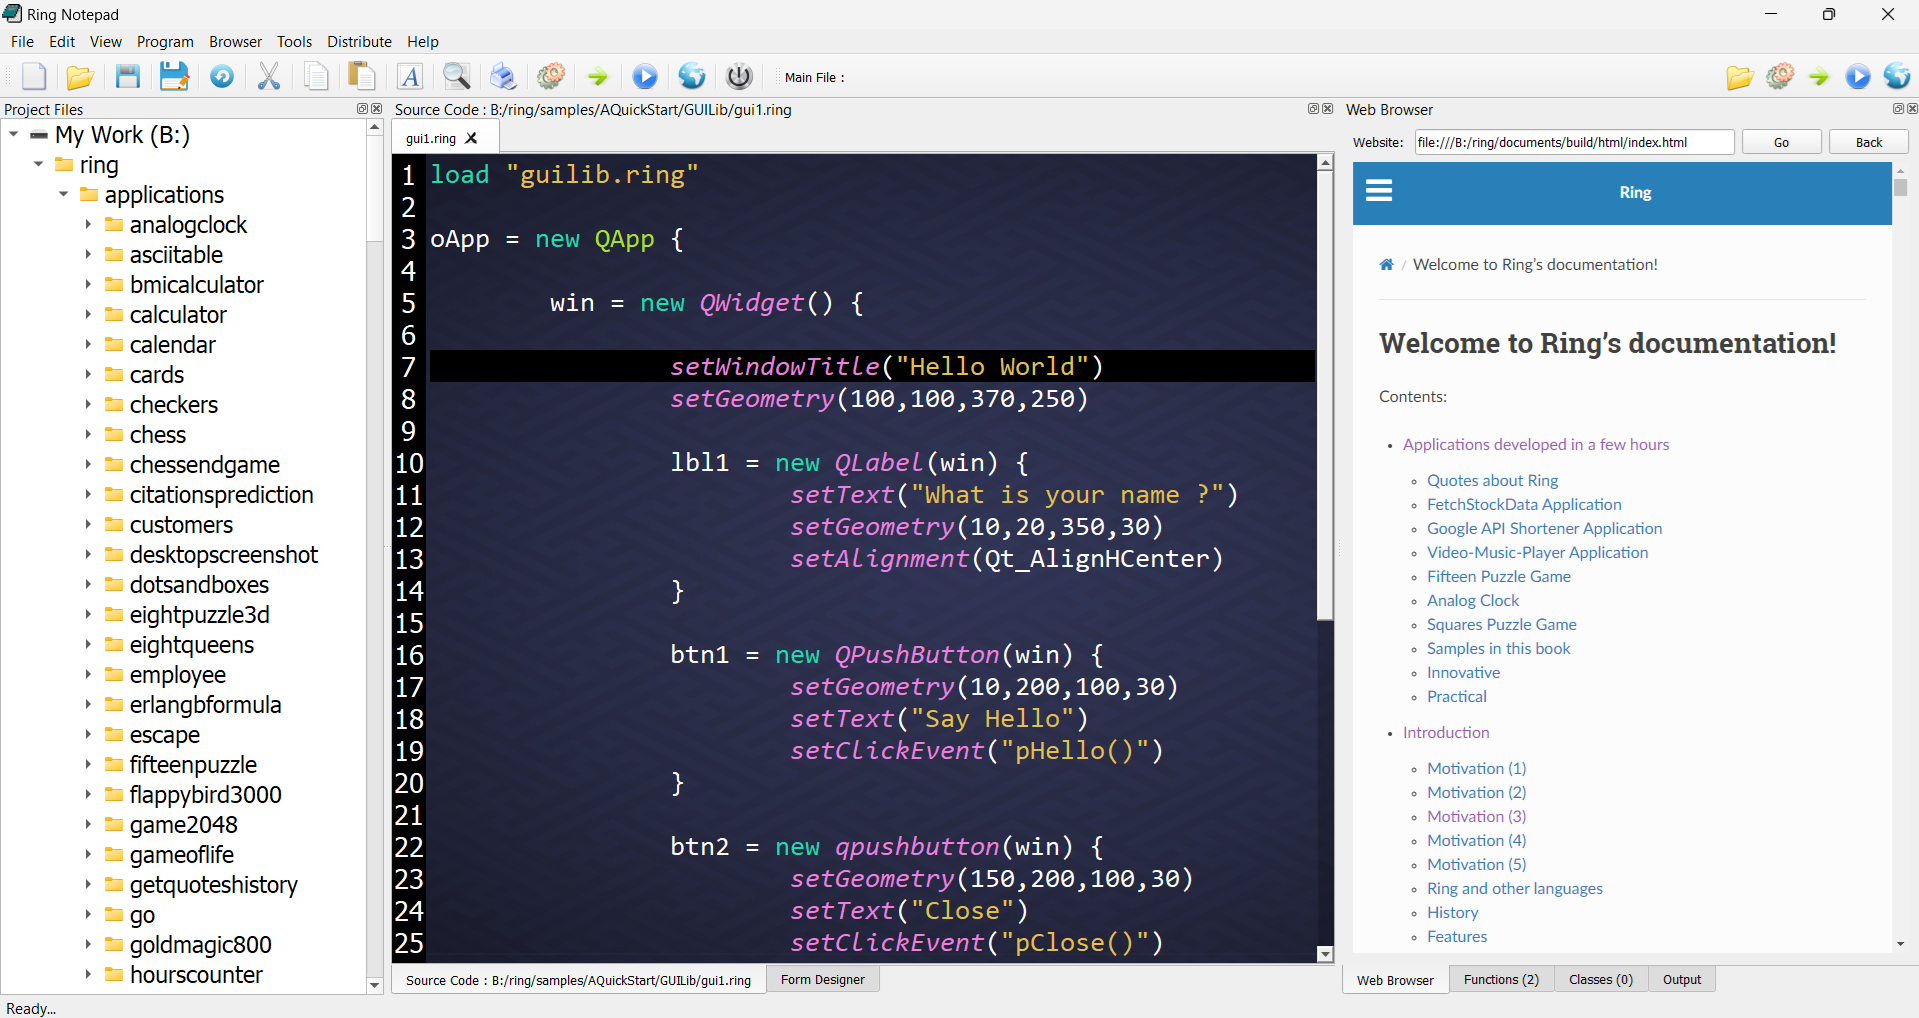 Ring Notepad
File Edit View Program Browser Tools Distribute Help
Main File :
Project Files
My Work (B:)
ring
applications
analogclock
asciitable
bmicalculator
calculator
calendar
cards
checkers
chess
chessendgame
citationsprediction
customers
desktopscreenshot
dotsandboxes
eightpuzzle3d
eightqueens
employee
erlangbformula
escape
fifteenpuzzle
flappybird3000
game2048
gameoflife
getquoteshistory
go
goldmagic800
hourscounter
Source Code : B:/ring/samples/AQuickStart/GUILib/gui1.ring
gui1.ring
1 load "guilib.ring"
2
3 oApp = new QApp {
4
5 win = new QWidget() {
6
7 setWindowTitle("Hello World")
8 setGeometry(100,100,370,250)
9
10 lbl1 = new QLabel(win) {
11 setText("What is your name ?")
12 setGeometry(10,20,350,30)
13 setAlignment(Qt_AlignHCenter)
14 }
15
16 btn1 = new QPushButton(win) {
17 setGeometry(10,200,100,30)
18 setText("Say Hello")
19 setClickEvent("pHello()")
20 }
21
22 btn2 = new qpushbutton(win) {
23 setGeometry(150,200,100,30)
24 setText("Close")
25 setClickEvent("pClose()")
Source Code : B:/ring/samples/AQuickStart/GUILib/gui1.ring Form Designer
Web Browser
Website: file:///B:/ring/documents/build/html/index.html Go Back
Ring
/ Welcome to Ring’s documentation!
Welcome to Ring’s documentation!
Contents:
Applications developed in a few hours
Quotes about Ring
FetchStockData Application
Google API Shortener Application
Video-Music-Player Application
Fifteen Puzzle Game
Analog Clock
Squares Puzzle Game
Samples in this book
Innovative
Practical
Introduction
Motivation (1)
Motivation (2)
Motivation (3)
Motivation (4)
Motivation (5)
Ring and other languages
History
Features
Web Browser Functions (2) Classes (0) Output
Ready...